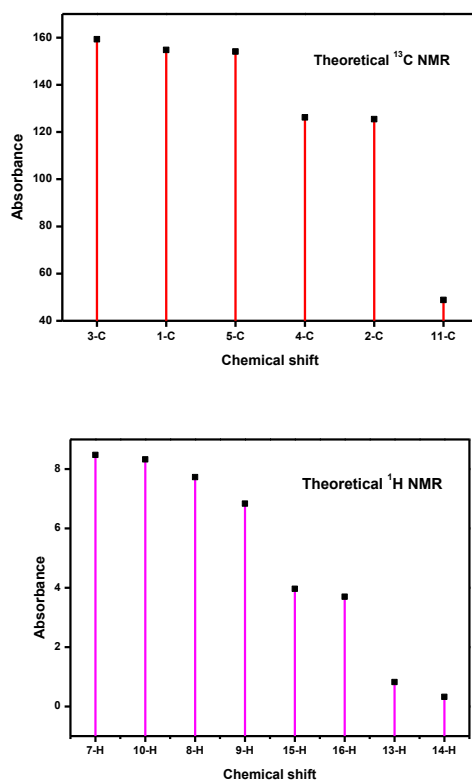 160
Theoretical ¹³C NMR
140
120
100
80
60
40
Absorbance
3-C 1-C 5-C 4-C 2-C 11-C
Chemical shift
8
Theoretical ¹H NMR
6
4
2
0
Absorbance
7-H 10-H 8-H 9-H 15-H 16-H 13-H 14-H
Chemical shift